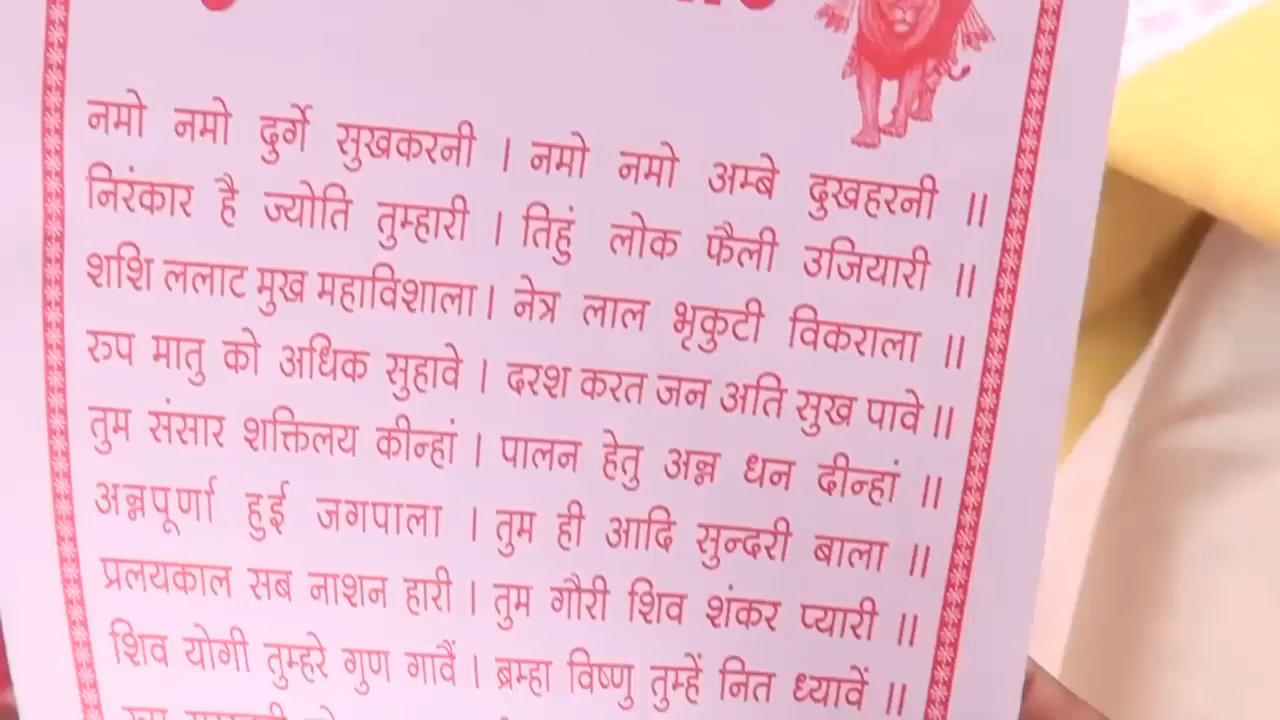 नमो नमो दुर्गे सुखकरनी । नमो नमो अम्बे दुखहरनी ॥
निरंकार है ज्योति तुम्हारी । तिहुं लोक फैली उजियारी ॥
शशि ललाट मुख महाविशाला । नेत्र लाल भृकुटी विकराला ॥
रुप मातु को अधिक सुहावे । दरश करत जन अति सुख पावे ॥
तुम संसार शक्तिलय कीन्हां । पालन हेतु अन्न धन दीन्हां ॥
अन्नपूर्णा हुई जगपाला । तुम ही आदि सुन्दरी बाला ॥
प्रलयकाल सब नाशन हारी । तुम गौरी शिव शंकर प्यारी ॥
शिव योगी तुम्हरे गुण गावैं । ब्रम्हा विष्णु तुम्हें नित ध्यावें ॥